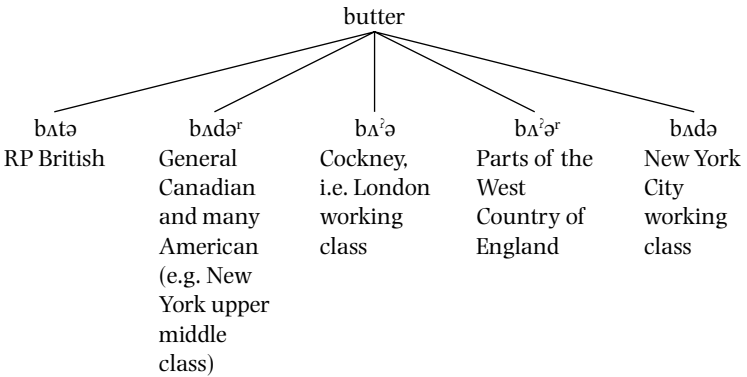 butter
bʌtə
RP British
bʌdəʳ
General
Canadian
and many
American
(e.g. New
York upper
middle
class)
bʌˀə
Cockney,
i.e. London
working
class
bʌˀəʳ
Parts of the
West
Country of
England
bʌdə
New York
City
working
class